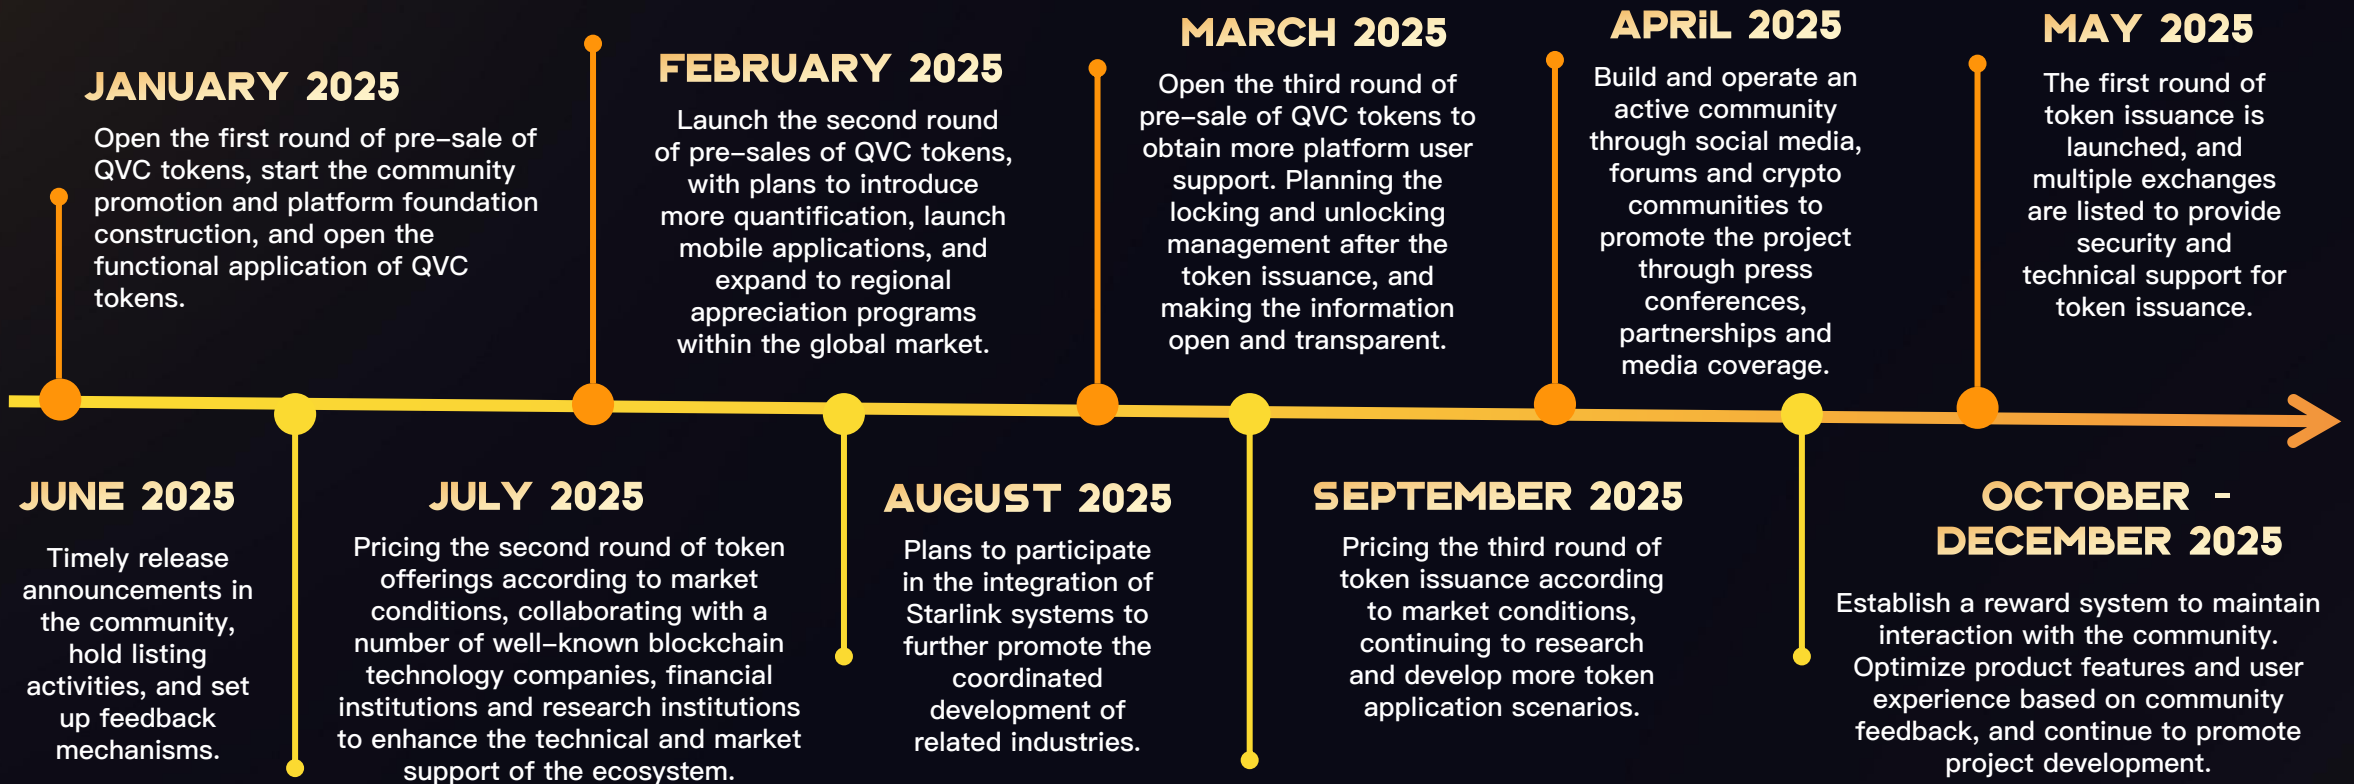 JANUARY 2025
Open the first round of pre–sale of
QVC tokens, start the community
promotion and platform foundation
construction, and open the
functional application of QVC
tokens.
FEBRUARY 2025
Launch the second round
of pre–sales of QVC tokens,
with plans to introduce
more quantification, launch
mobile applications, and
expand to regional
appreciation programs
within the global market.
MARCH 2025
Open the third round of
pre–sale of QVC tokens to
obtain more platform user
support. Planning the
locking and unlocking
management after the
token issuance, and
making the information
open and transparent.
APRiL 2025
Build and operate an
active community
through social media,
forums and crypto
communities to
promote the project
through press
conferences,
partnerships and
media coverage.
MAY 2025
The first round of
token issuance is
launched, and
multiple exchanges
are listed to provide
security and
technical support for
token issuance.
JUNE 2025
Timely release
announcements in
the community,
hold listing
activities, and set
up feedback
mechanisms.
JULY 2025
Pricing the second round of token
offerings according to market
conditions, collaborating with a
number of well–known blockchain
technology companies, financial
institutions and research institutions
to enhance the technical and market
support of the ecosystem.
AUGUST 2025
Plans to participate
in the integration of
Starlink systems to
further promote the
coordinated
development of
related industries.
SEPTEMBER 2025
Pricing the third round of
token issuance according
to market conditions,
continuing to research
and develop more token
application scenarios.
OCTOBER -
DECEMBER 2025
Establish a reward system to maintain
interaction with the community.
Optimize product features and user
experience based on community
feedback, and continue to promote
project development.